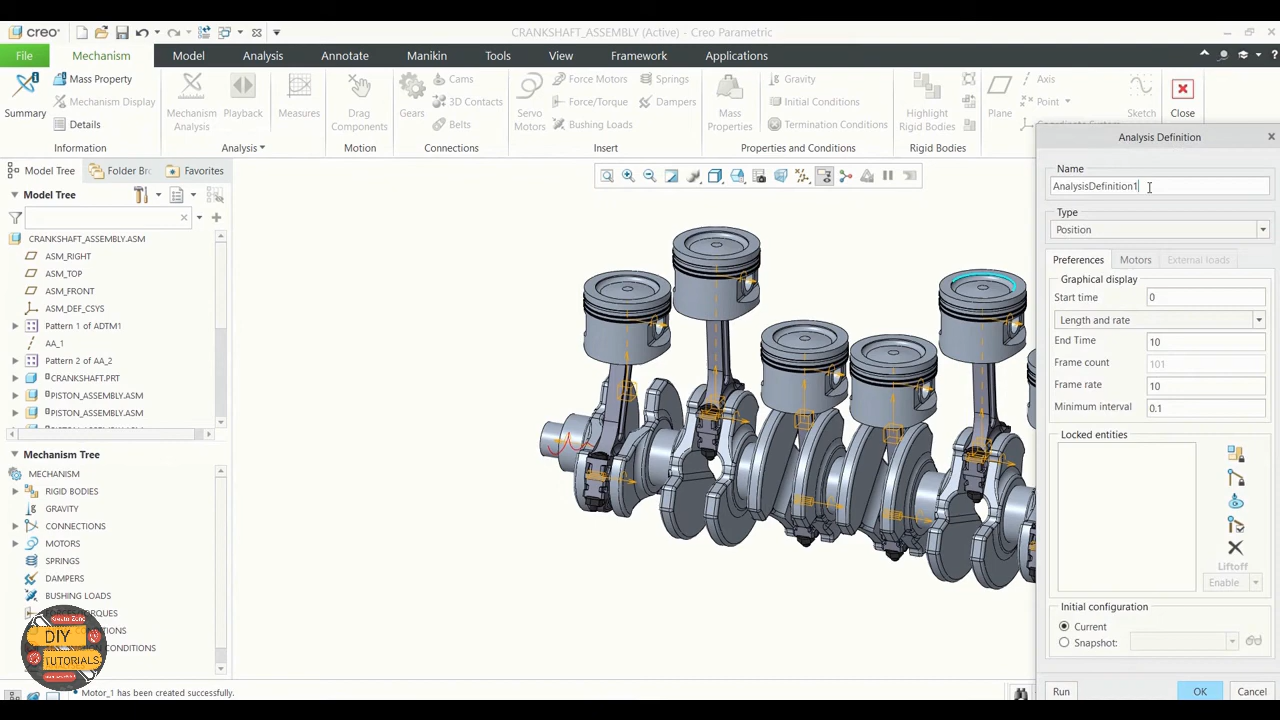 creo
CRANKSHAFT_ASSEMBLY (Active) - Creo Parametric
File Mechanism Model Analysis Annotate Manikin Tools View Framework Applications
Summary
Mass Property
Mechanism Display
Details
Information
Mechanism Analysis
Playback
Measures
Analysis
Drag Components
Motion
Gears
Cams
3D Contacts
Belts
Connections
Servo Motors
Force Motors
Force/Torque
Bushing Loads
Springs
Dampers
Insert
Mass Properties
Gravity
Initial Conditions
Termination Conditions
Properties and Conditions
Highlight Rigid Bodies
Rigid Bodies
Plane
Axis
Point
Sketch
Close
Model Tree
Folder Br
Favorites
Model Tree
CRANKSHAFT_ASSEMBLY.ASM
ASM_RIGHT
ASM_TOP
ASM_FRONT
ASM_DEF_CSYS
Pattern 1 of ADTM1
AA_1
Pattern 2 of AA_2
CRANKSHAFT.PRT
PISTON_ASSEMBLY.ASM
PISTON_ASSEMBLY.ASM
Mechanism Tree
MECHANISM
RIGID BODIES
GRAVITY
CONNECTIONS
MOTORS
SPRINGS
DAMPERS
BUSHING LOADS
DIY
TUTORIALS
Motor_1 has been created successfully.
Analysis Definition
Name
AnalysisDefinition1
Type
Position
Preferences Motors External loads
Graphical display
Start time 0
Length and rate
End Time 10
Frame count 101
Frame rate 10
Minimum interval 0.1
Locked entities
Liftoff
Enable
Initial configuration
Current
Snapshot:
Run OK Cancel